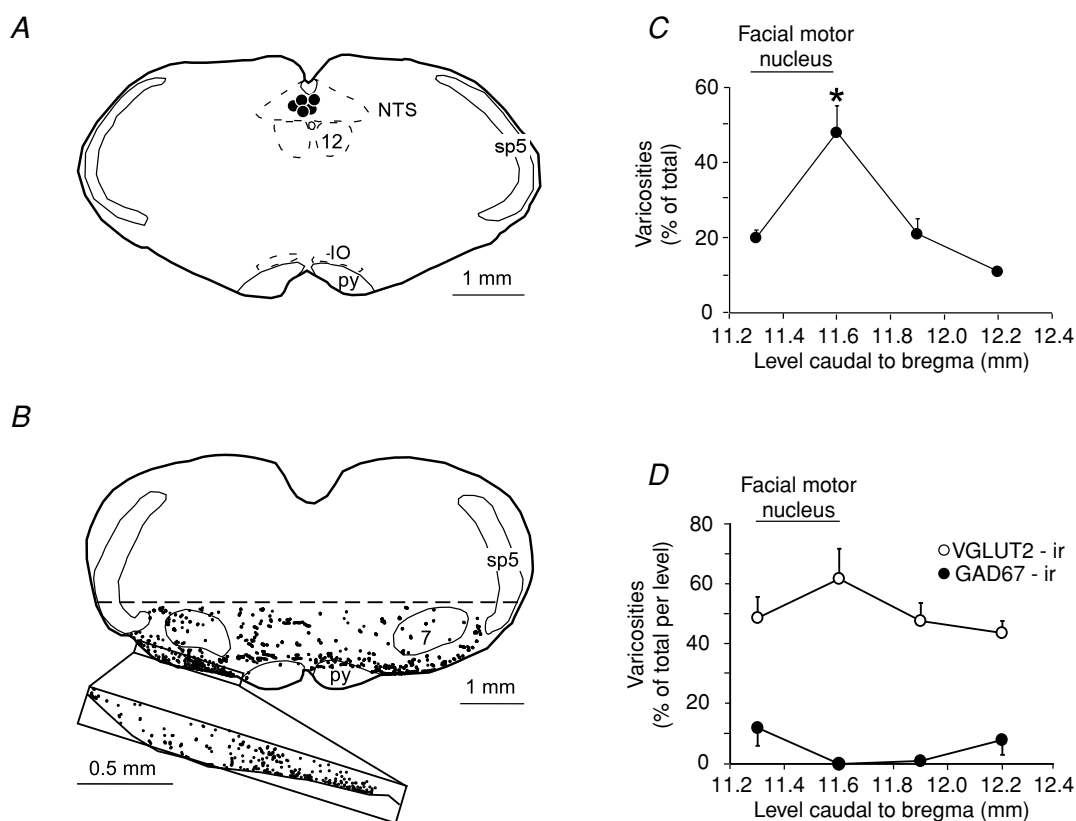 A
NTS
12
sp5
IO
py
1 mm
B
sp5
7
py
1 mm
0.5 mm
C
Facial motor
nucleus
*
60
40
20
0
Varicosities
(% of total)
11.2 11.4 11.6 11.8 12.0 12.2 12.4
Level caudal to bregma (mm)
D
Facial motor
nucleus
80
60
40
20
0
Varicosities
(% of total per level)
VGLUT2 - ir
GAD67 - ir
11.2 11.4 11.6 11.8 12.0 12.2 12.4
Level caudal to bregma (mm)